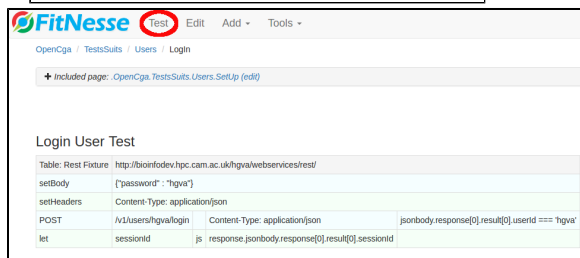 FitNesse Test Edit Add Tools
OpenCga / TestsSuits / Users / LogIn
+ Included page: .OpenCga.TestsSuits.Users.SetUp (edit)
Login User Test
Table: Rest Fixture http://bioinfodev.hpc.cam.ac.uk/hgva/webservices/rest/
setBody {"password" : "hgva"}
setHeaders Content-Type: application/json
POST /v1/users/hgva/login Content-Type: application/json jsonbody.response[0].result[0].userId === 'hgva'
let sessionId js response.jsonbody.response[0].result[0].sessionId